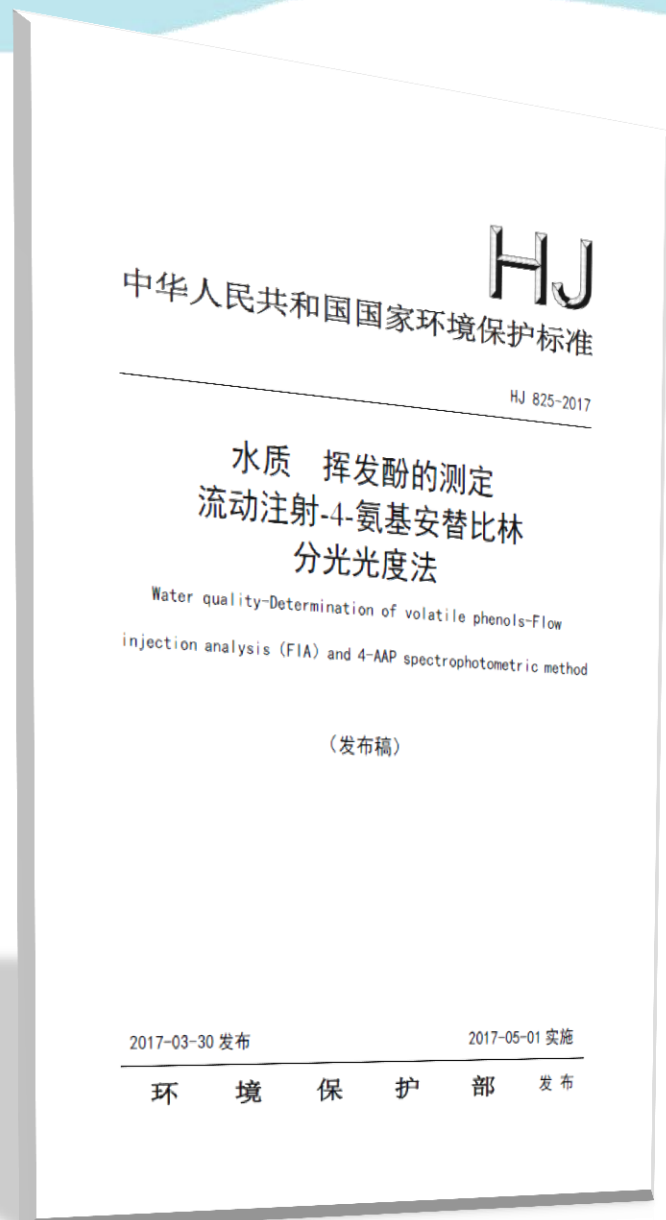 HJ
中华人民共和国国家环境保护标准
HJ 825-2017
水质 挥发酚的测定
流动注射-4-氨基安替比林
分光光度法
Water quality-Determination of volatile phenols-Flow
injection analysis (FIA) and 4-AAP spectrophotometric method
（发布稿）
2017-03-30 发布 2017-05-01 实施
环 境 保 护 部 发 布